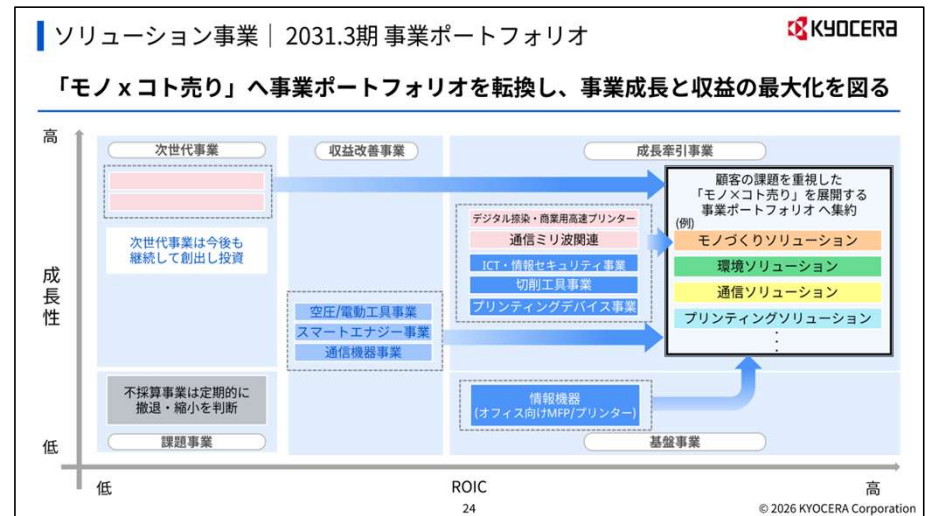 ソリューション事業│ 2031.3期 事業ポートフォリオ
KYOCERA
「モノ x コト売り」へ事業ポートフォリオを転換し、事業成長と収益の最大化を図る
高
成長性
低
次世代事業
収益改善事業
成長牽引事業
次世代事業は今後も
継続して創出し投資
空圧/電動工具事業
スマートエナジー事業
通信機器事業
デジタル捺染・商業用高速プリンター
通信ミリ波関連
ICT・情報セキュリティ事業
切削工具事業
プリンティングデバイス事業
顧客の課題を重視した
「モノ×コト売り」を展開する
事業ポートフォリオ へ集約
(例)
モノづくりソリューション
環境ソリューション
通信ソリューション
プリンティングソリューション
:
不採算事業は定期的に
撤退・縮小を判断
課題事業
情報機器
(オフィス向けMFP/プリンター)
基盤事業
低
ROIC
高
24
© 2026 KYOCERA Corporation